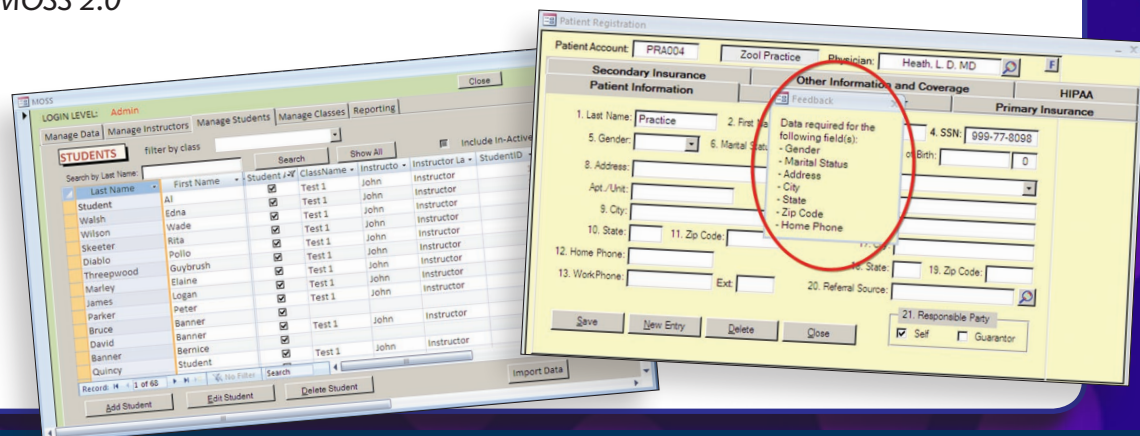 MOSS 2.0
MOSS
LOGIN LEVEL: Admin
Close
Manage Data Manage Instructors Manage Students Manage Classes Reporting
STUDENTS filter by class
Search by Last Name: Search Show All Include In-Active
Last Name First Name Student ClassName Instructo Instructor La StudentID
Student Al Test 1 John Instructor
Walsh Edna Test 1 John Instructor
Wilson Wade Test 1 John Instructor
Skeeter Rita Test 1 John Instructor
Diablo Pollo Test 1 John Instructor
Threepwood Guybrush Test 1 John Instructor
Marley Elaine Test 1 John Instructor
James Logan Test 1 John Instructor
Parker Peter
Bruce Banner Test 1 John Instructor
David Banner
Banner Bernice Test 1 John Instructor
Quincy Student
Record: 1 of 68 No Filter Search
Add Student Edit Student Delete Student Import Data
Patient Registration
Patient Account: PRA004 Zool Practice Physician: Heath, L. D. MD F
Secondary Insurance Other Information and Coverage HIPAA
Patient Information Primary Insurance
1. Last Name: Practice 2. First 4. SSN: 999-77-8098
5. Gender: 6. Marital of Birth: 0
8. Address:
Apt./Unit:
9. City:
10. State: 11. Zip Code:
18. State: 19. Zip Code:
12. Home Phone:
13. WorkPhone: Ext: 20. Referral Source:
21. Responsible Party
Save New Entry Delete Close Self Guarantor
Feedback
Data required for the
following field(s):
- Gender
- Marital Status
- Address
- City
- State
- Zip Code
- Home Phone